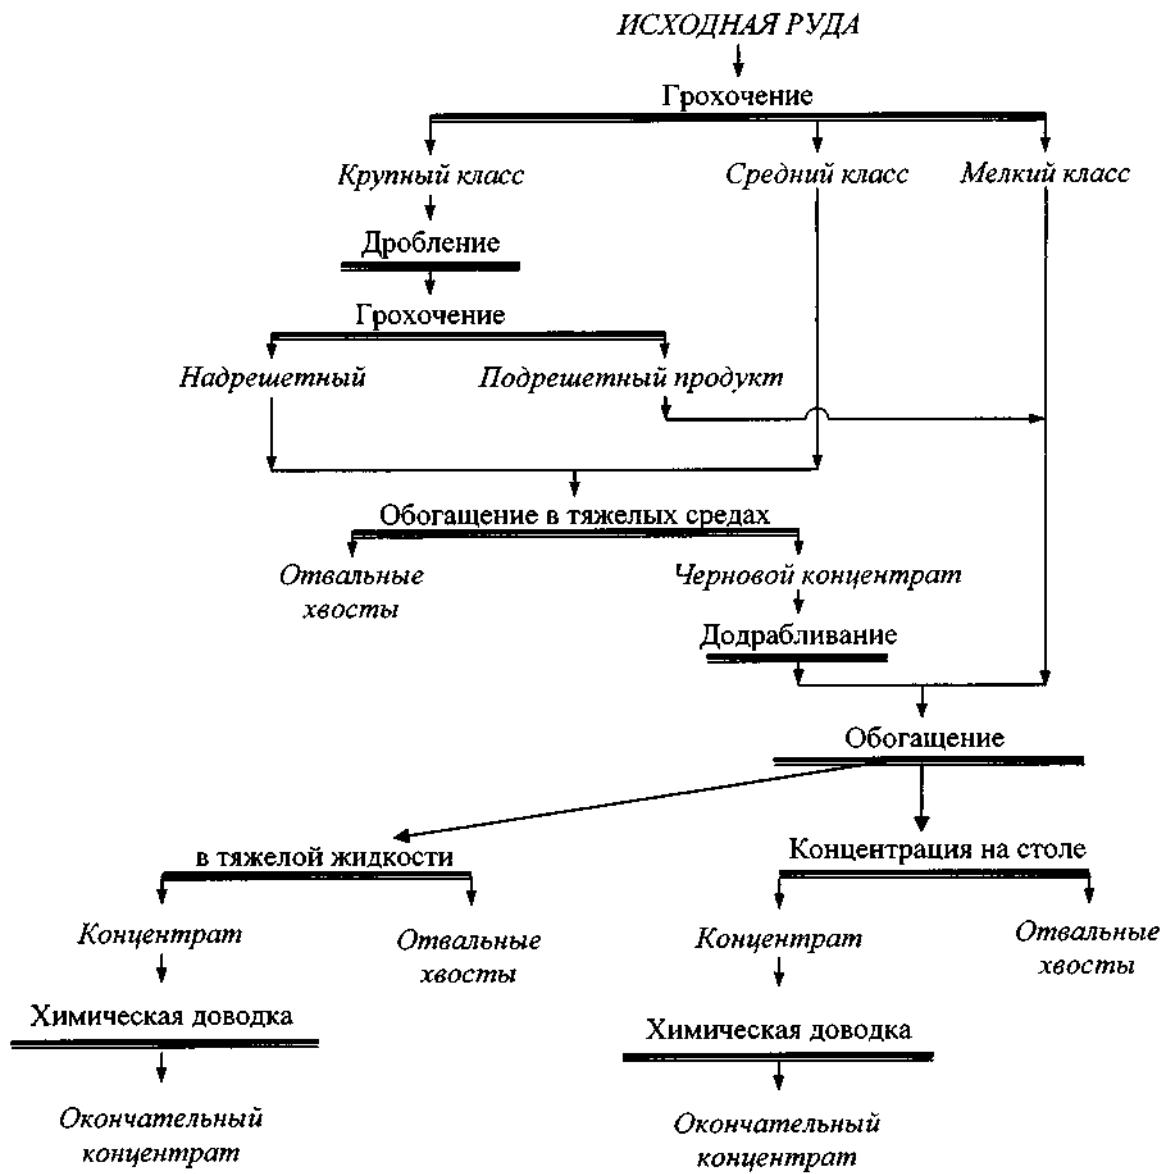 ИСХОДНАЯ РУДА
Грохочение
Крупный класс
Средний класс
Мелкий класс
Дробление
Грохочение
Надрешетный
Подрешетный продукт
Обогащение в тяжелых средах
Отвальные
хвосты
Черновой концентрат
Додрабливание
Обогащение
в тяжелой жидкости
Концентрация на столе
Концентрат
Отвальные
хвосты
Концентрат
Отвальные
хвосты
Химическая доводка
Химическая доводка
Окончательный
концентрат
Окончательный
концентрат